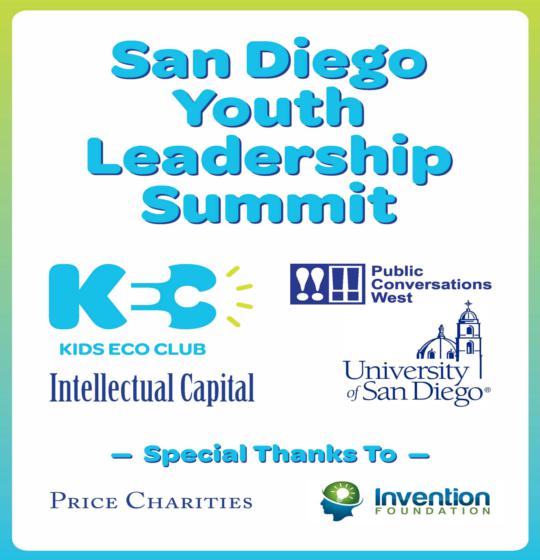 San Diego
Youth
Leadership
Summit
KEC
KIDS ECO CLUB
Public
Conversations
West
Intellectual Capital
University
of San Diego®
— Special Thanks To —
PRICE CHARITIES
Invention
FOUNDATION